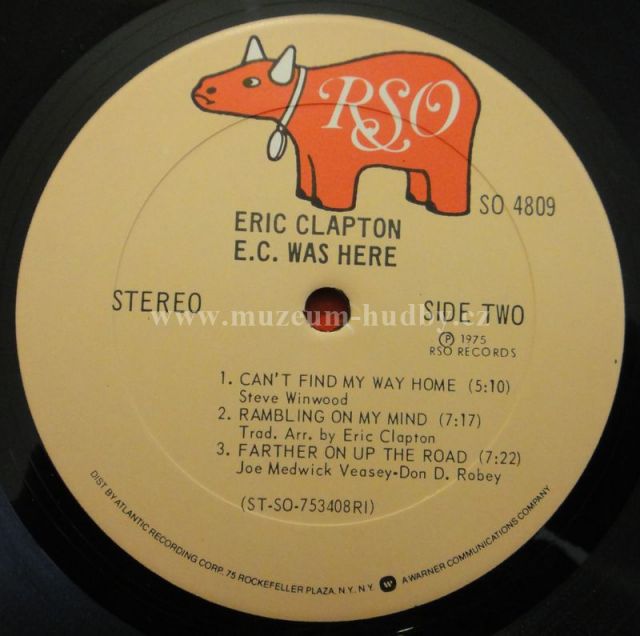 RSO
SO 4809
ERIC CLAPTON
E.C. WAS HERE
STEREO
SIDE TWO
www.muzeum-hudby.cz
Ⓟ 1975
RSO RECORDS
1. CAN'T FIND MY WAY HOME (5:10)
Steve Winwood
2. RAMBLING ON MY MIND (7:17)
Trad. Arr. by Eric Clapton
3. FARTHER ON UP THE ROAD (7:22)
Joe Medwick Veasey-Don D. Robey
(ST-SO-753408RI)
DIST BY ATLANTIC RECORDING CORP. 75 ROCKEFELLER PLAZA, N.Y., N.Y. W A WARNER COMMUNICATIONS COMPANY